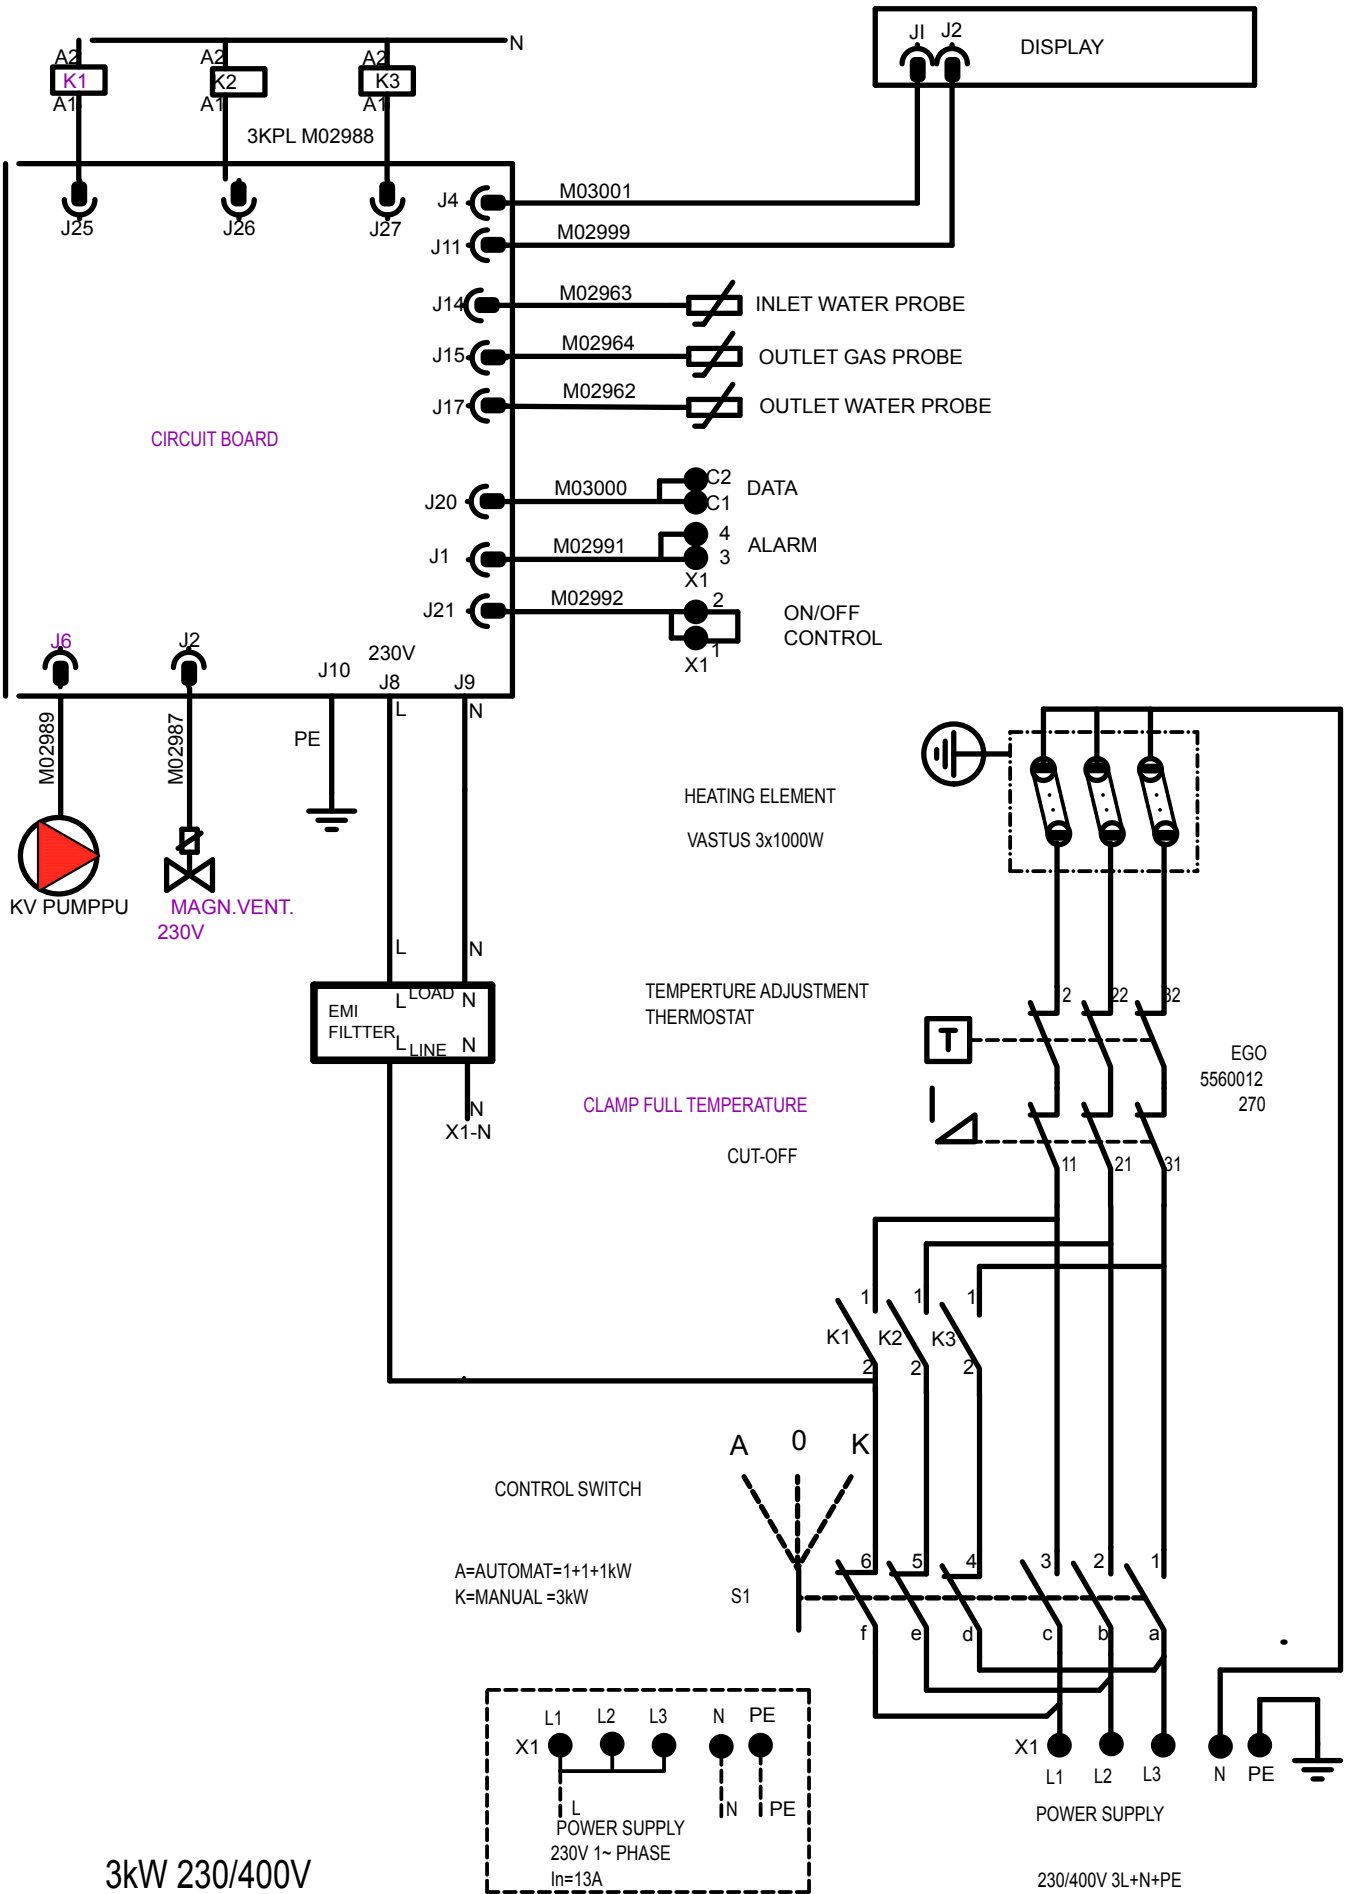 N
A2
A2
A2
K1
K2
K3
A1
A1
A1
3KPL M02988
J25
J26
J27
JI
J2
DISPLAY
J4
M03001
J11
M02999
J14
M02963
INLET WATER PROBE
J15
M02964
OUTLET GAS PROBE
J17
M02962
OUTLET WATER PROBE
CIRCUIT BOARD
J20
M03000
C2
C1
DATA
J1
M02991
4
3
ALARM
X1
J21
M02992
2
1
X1
ON/OFF
CONTROL
J6
J2
J10
230V
J8
J9
L
N
PE
M02989
M02987
KV PUMPPU
MAGN.VENT.
230V
HEATING ELEMENT
VASTUS 3x1000W
L
N
EMI
FILTTER
L
LOAD
N
L
LINE
N
N
X1-N
TEMPERTURE ADJUSTMENT
THERMOSTAT
T
2
22
32
EGO
5560012
270
CLAMP FULL TEMPERATURE
CUT-OFF
11
21
31
1
1
1
K1
K2
K3
2
2
2
A
0
K
CONTROL SWITCH
A=AUTOMAT=1+1+1kW
K=MANUAL =3kW
S1
6
5
4
3
2
1
f
e
d
c
b
a
L1
L2
L3
N
PE
X1
L
N
PE
POWER SUPPLY
230V 1~ PHASE
In=13A
X1
L1
L2
L3
N
PE
POWER SUPPLY
230/400V 3L+N+PE
3kW 230/400V